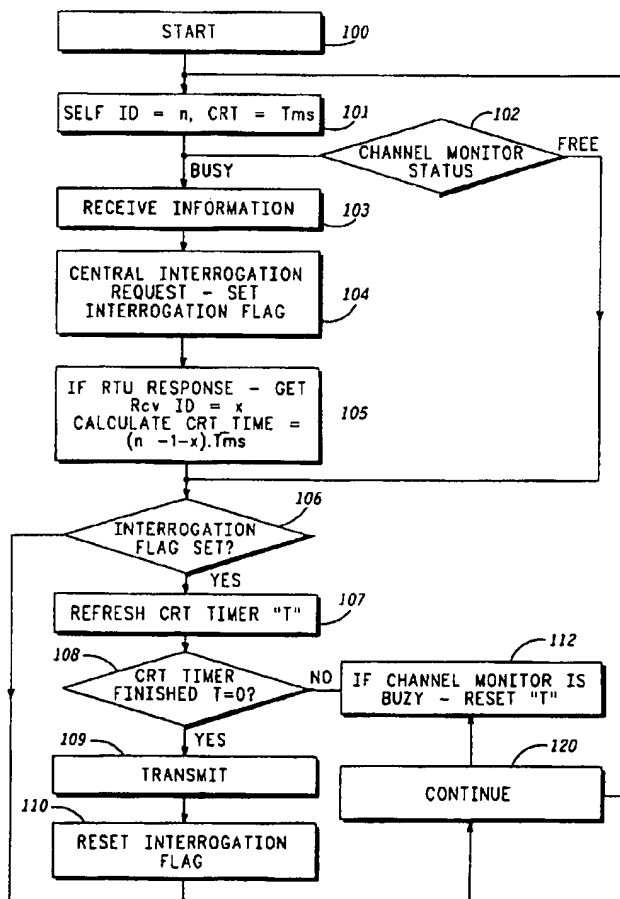 START
100
SELF ID = n, CRT = Tms
101
102
CHANNEL MONITOR
STATUS
FREE
BUSY
RECEIVE INFORMATION
103
CENTRAL INTERROGATION
REQUEST - SET
INTERROGATION FLAG
104
IF RTU RESPONSE - GET
Rcv ID = x
CALCULATE CRT TIME =
(n -1-x).Tms
105
106
INTERROGATION
FLAG SET?
YES
REFRESH CRT TIMER "T"
107
108
CRT TIMER
FINISHED T=0?
NO
112
IF CHANNEL MONITOR IS
BUZY - RESET "T"
YES
109
TRANSMIT
120
CONTINUE
110
RESET INTERROGATION
FLAG